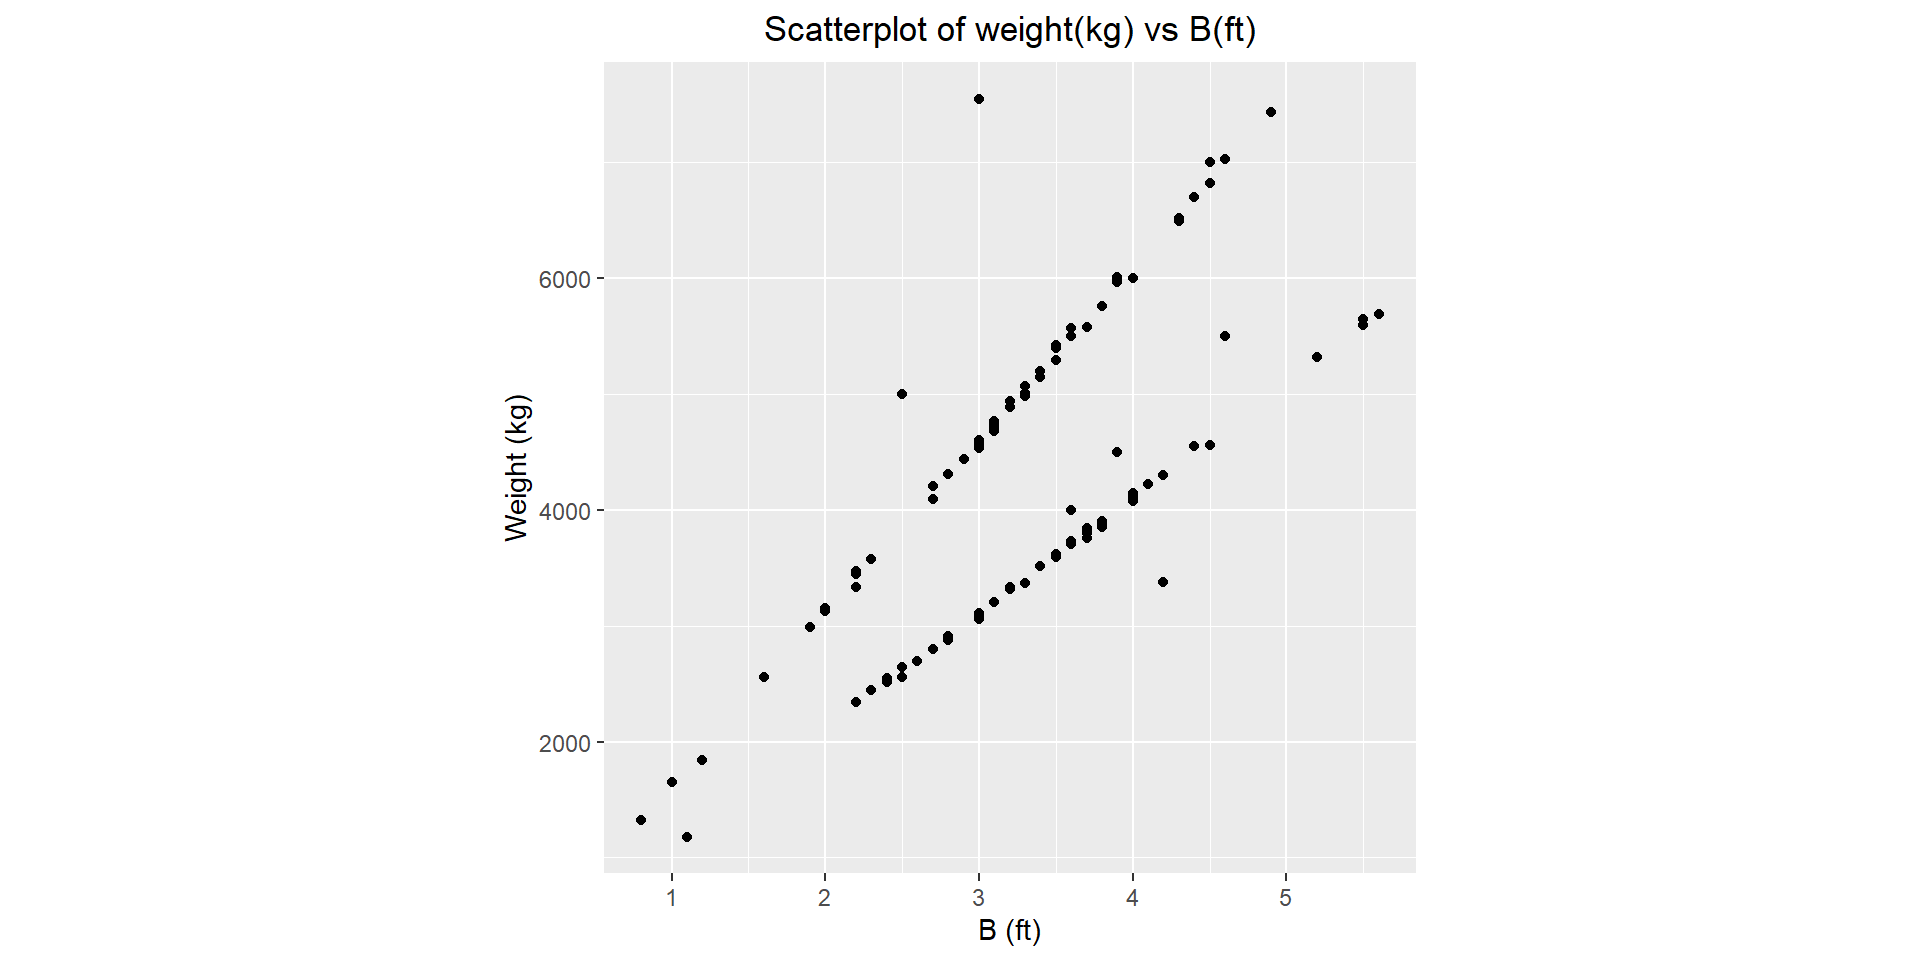 Scatterplot of weight(kg) vs B(ft)
Weight (kg)
6000
4000
2000
1 2 3 4 5
B (ft)